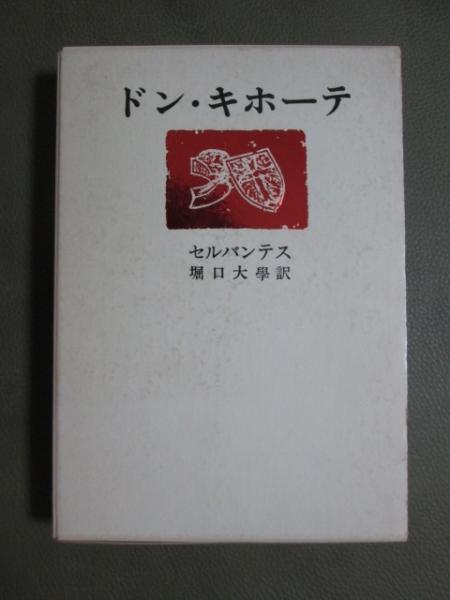 ドン・キホーテ
セルバンテス
堀口大學訳